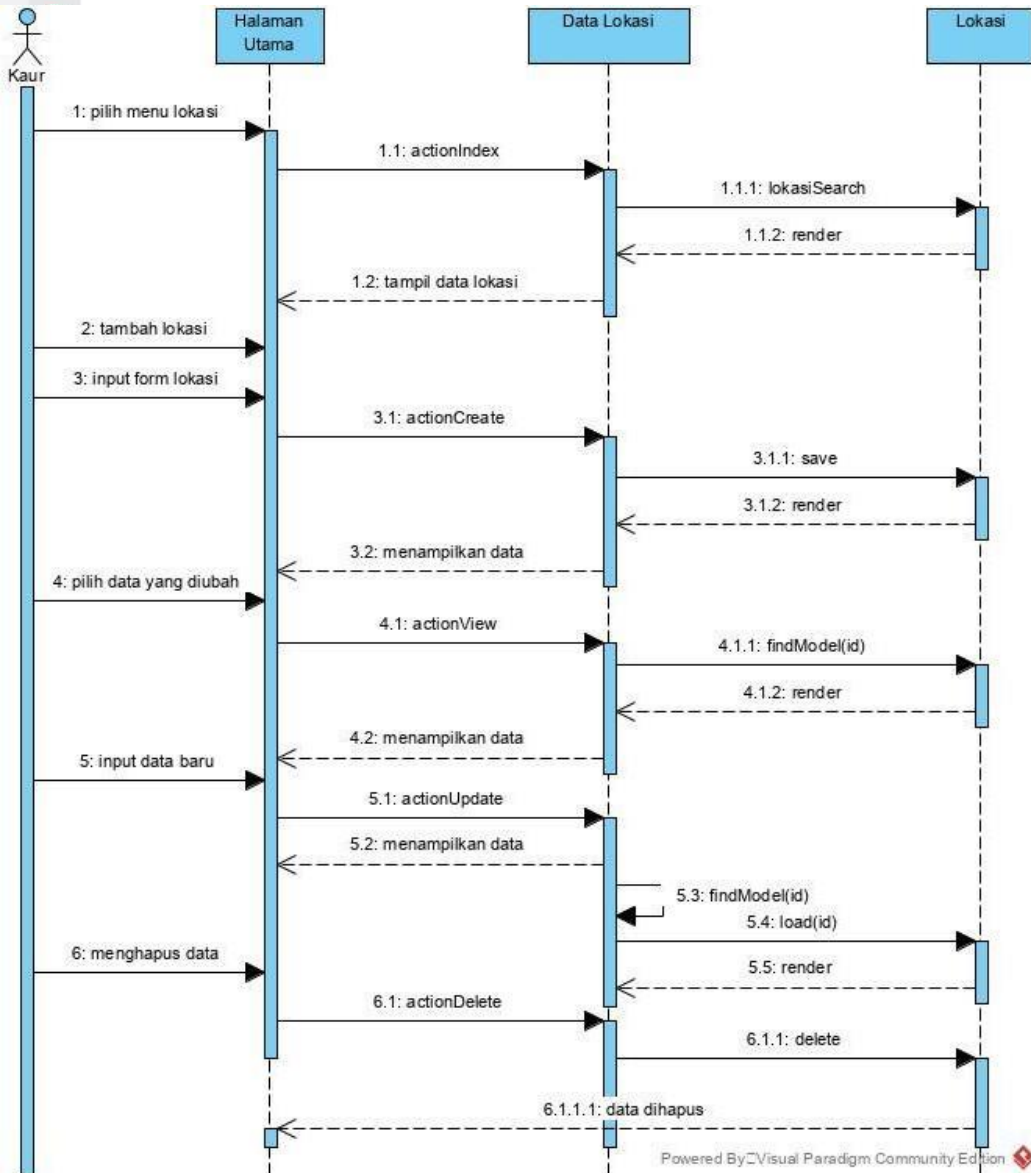 Halaman
Utama
Data Lokasi
Lokasi
Kaur
1: pilih menu lokasi
1.1: actionIndex
1.1.1: lokasiSearch
1.1.2: render
1.2: tampil data lokasi
2: tambah lokasi
3: input form lokasi
3.1: actionCreate
3.1.1: save
3.1.2: render
3.2: menampilkan data
4: pilih data yang diubah
4.1: actionView
4.1.1: findModel(id)
4.1.2: render
4.2: menampilkan data
5: input data baru
5.1: actionUpdate
5.2: menampilkan data
5.3: findModel(id)
5.4: load(id)
6: menghapus data
5.5: render
6.1: actionDelete
6.1.1: delete
6.1.1.1: data dihapus
Powered By Visual Paradigm Community Edition